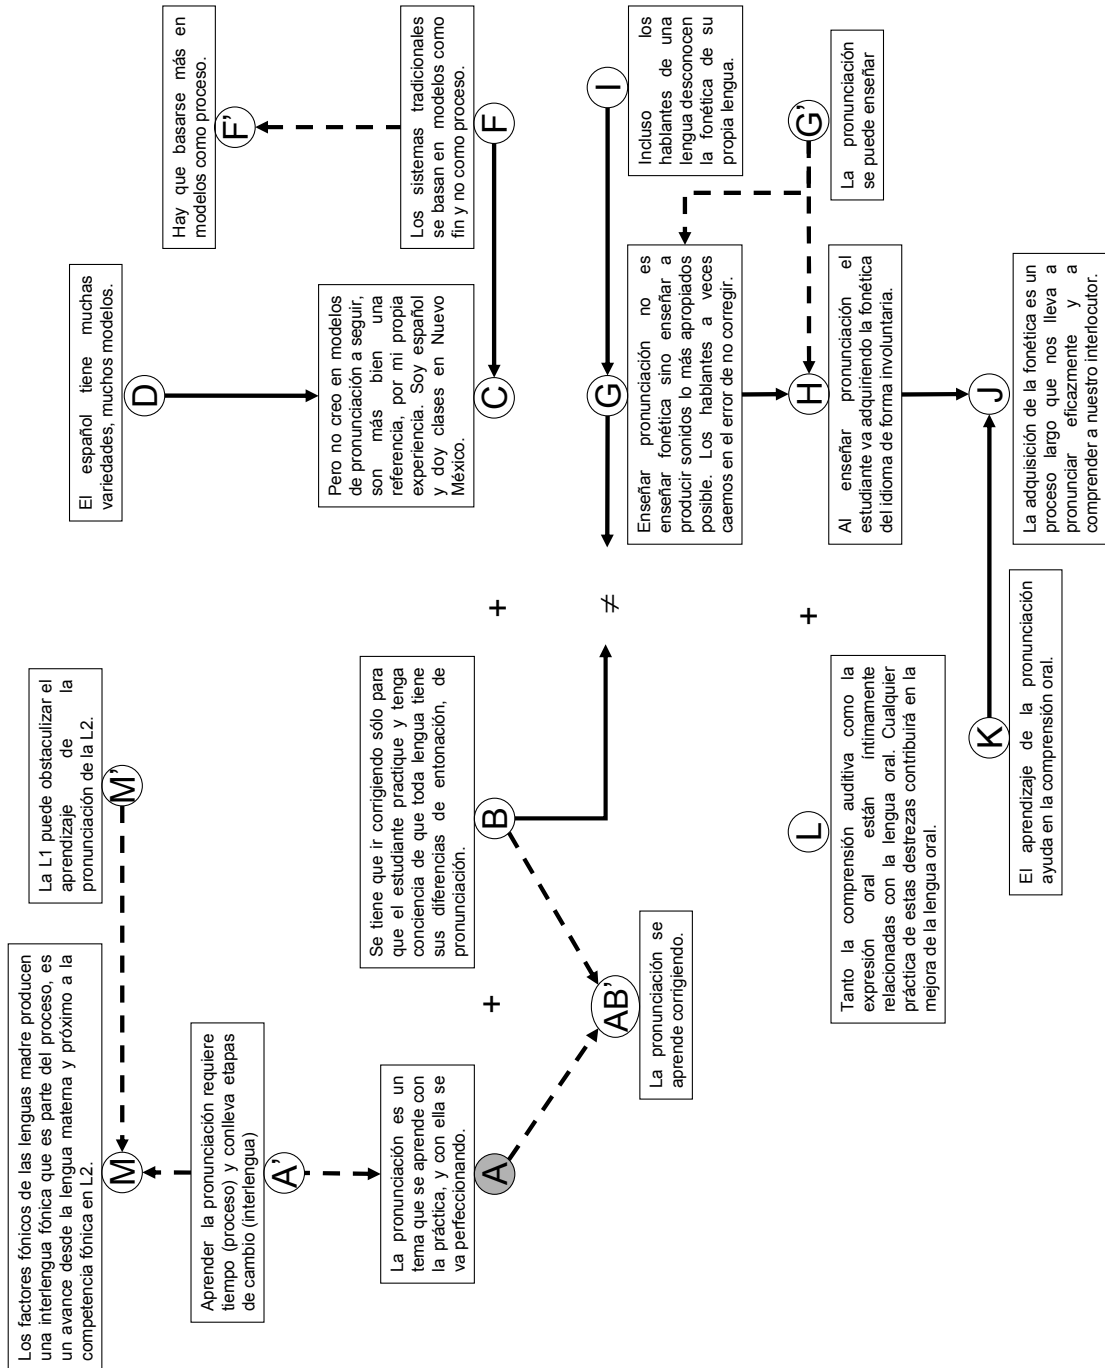 Hay que basarse más en
modelos como proceso.
F’
Los sistemas tradicionales
se basan en modelos como
fin y no como proceso.
F
Incluso los
hablantes de una
lengua desconocen
la fonética de su
propia lengua.
I
La pronunciación
se puede enseñar
G’
El español tiene muchas
variedades, muchos modelos.
D
Pero no creo en modelos
de pronunciación a seguir,
son más bien una
referencia, por mi propia
experiencia. Soy español
y doy clases en Nuevo
México.
C
Enseñar pronunciación no es
enseñar fonética sino enseñar a
producir sonidos lo más apropiados
posible. Los hablantes a veces
caemos en el error de no corregir.
G
Al enseñar pronunciación el
estudiante va adquiriendo la fonética
del idioma de forma involuntaria.
H
La adquisición de la fonética es un
proceso largo que nos lleva a
pronunciar eficazmente y a
comprender a nuestro interlocutor.
J
+
≠
+
La L1 puede obstaculizar el
aprendizaje de la
pronunciación de la L2.
M’
Se tiene que ir corrigiendo sólo para
que el estudiante practique y tenga
conciencia de que toda lengua tiene
sus diferencias de entonación, de
pronunciación.
B
Tanto la comprensión auditiva como la
expresión oral están íntimamente
relacionadas con la lengua oral. Cualquier
práctica de estas destrezas contribuirá en la
mejora de la lengua oral.
L
El aprendizaje de la pronunciación
ayuda en la comprensión oral.
K
+
Los factores fónicos de las lenguas madre producen
una interlengua fónica que es parte del proceso, es
un avance desde la lengua materna y próximo a la
competencia fónica en L2.
M
Aprender la pronunciación requiere
tiempo (proceso) y conlleva etapas
de cambio (interlengua)
A’
La pronunciación es un
tema que se aprende con
la práctica, y con ella se
va perfeccionando.
A
La pronunciación se
aprende corrigiendo.
AB’